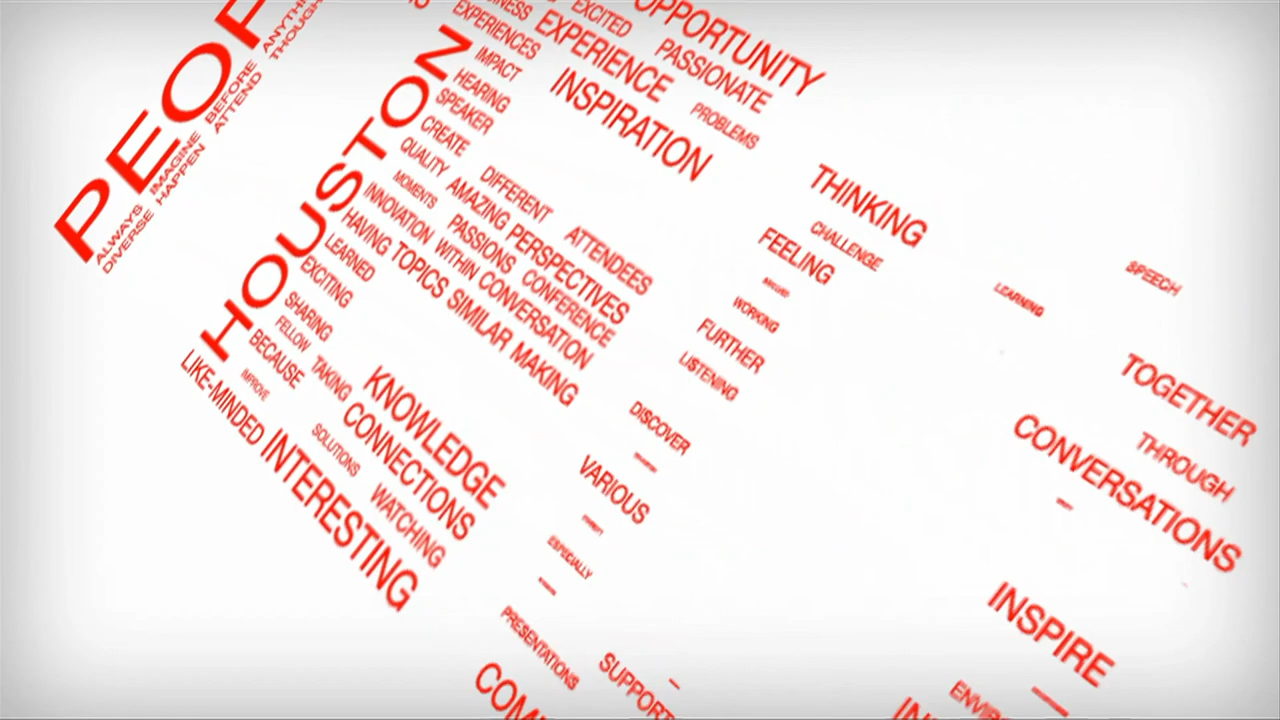 PEOP
ALWAYS IMAGINE BEFORE ANYTH
DIVERSE HAPPEN ATTEND THOUGH
HOUSTON
EXPERIENCES
EXCITED
OPPORTUNITY
EXPERIENCE
PASSIONATE
IMPACT
INSPIRATION
PROBLEMS
HEARING
SPEAKER
CREATE
QUALITY
DIFFERENT
ATTENDEES
MOMENTS
AMAZING PERSPECTIVES
PASSIONS
CONFERENCE
INNOVATION WITHIN CONVERSATION
HAVING TOPICS SIMILAR MAKING
LEARNED
EXCITING
SHARING
FELLOW
TAKING
KNOWLEDGE
BECAUSE
CONNECTIONS
IMPROVE
SOLUTIONS
WATCHING
LIKE-MINDED INTERESTING
THINKING
CHALLENGE
FEELING
WORKING
FURTHER
LISTENING
DISCOVER
VARIOUS
ESPECIALLY
PRESENTATIONS
SUPPORT
COM
SPEECH
LEARNING
TOGETHER
THROUGH
CONVERSATIONS
INSPIRE
ENVIR